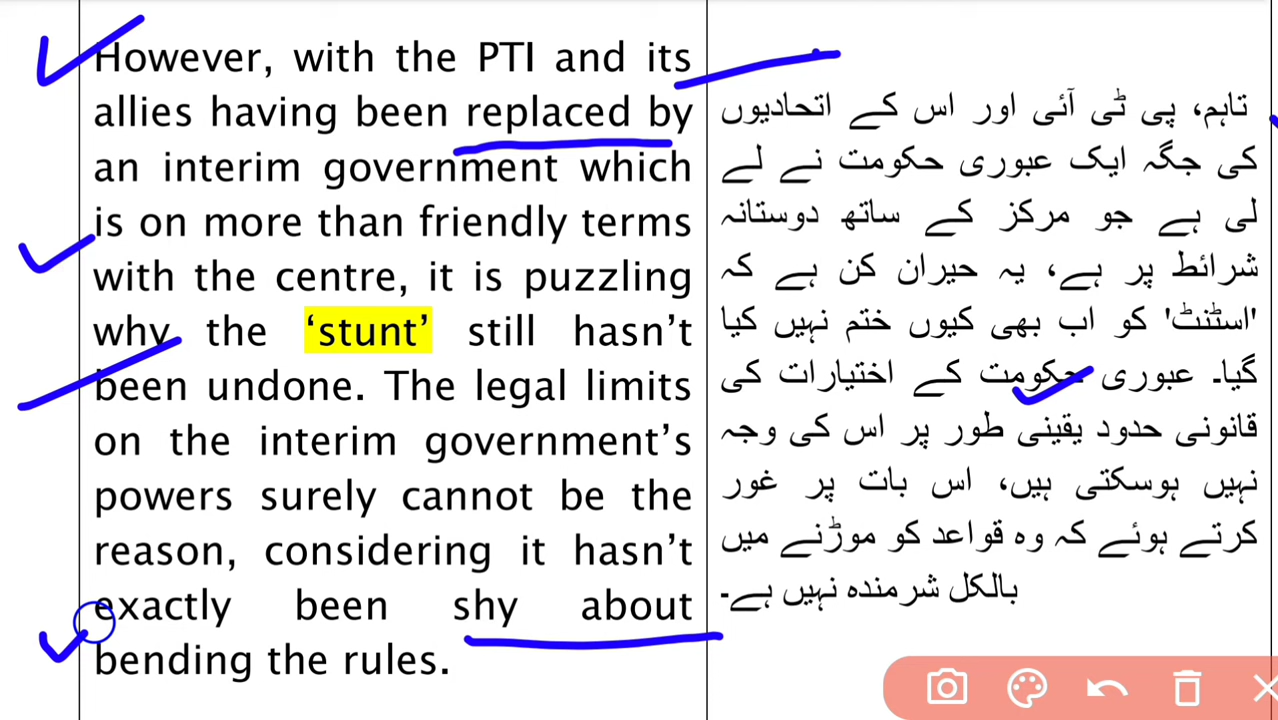 However, with the PTI and its
allies having been replaced by
an interim government which
is on more than friendly terms
with the centre, it is puzzling
why the ‘stunt’ still hasn’t
been undone. The legal limits
on the interim government’s
powers surely cannot be the
reason, considering it hasn’t
exactly been shy about
bending the rules.
تاہم، پی ٹی آئی اور اس کے اتحادیوں
کی جگہ ایک عبوری حکومت نے لے
لی ہے جو مرکز کے ساتھ دوستانہ
شرائط پر ہے، یہ حیران کن ہے کہ
'اسٹنٹ' کو اب بھی کیوں ختم نہیں کیا
گیا۔ عبوری حکومت کے اختیارات کی
قانونی حدود یقینی طور پر اس کی وجہ
نہیں ہوسکتی ہیں، اس بات پر غور
کرتے ہوئے کہ وہ قواعد کو موڑنے میں
بالکل شرمندہ نہیں ہے۔